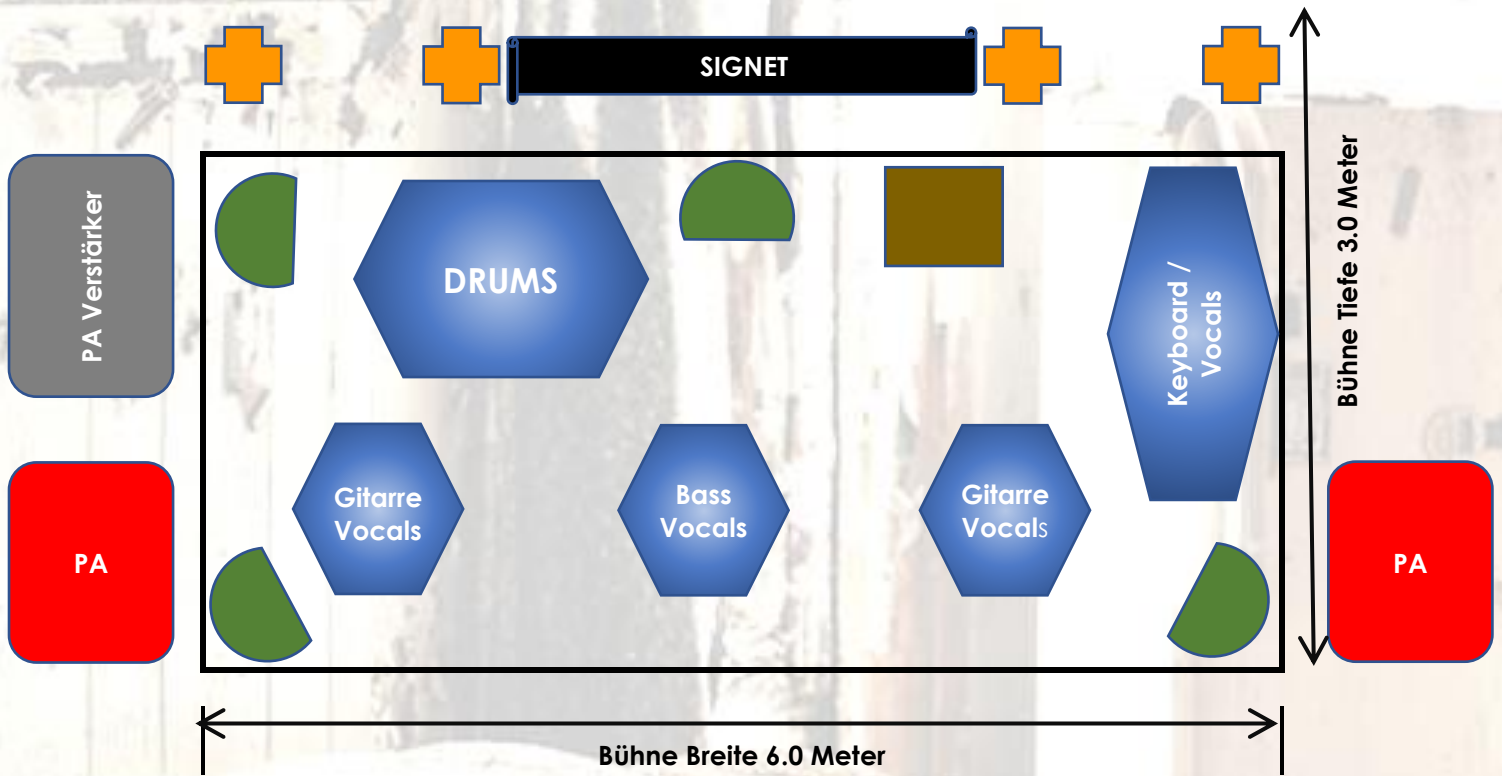 SIGNET
PA Verstärker
DRUMS
Keyboard /
Vocals
Bühne Tiefe 3.0 Meter
Gitarre
Vocals
Bass
Vocals
Gitarre
Vocals
PA
PA
Bühne Breite 6.0 Meter